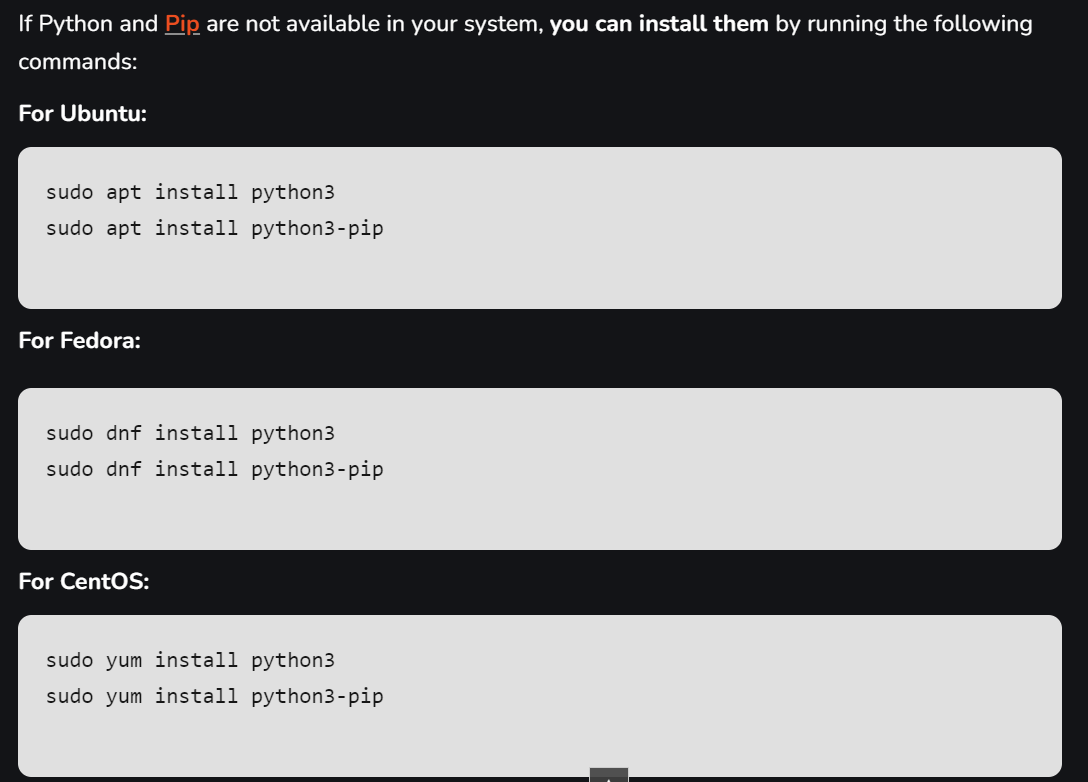 If Python and Pip are not available in your system, you can install them by running the following
commands:
For Ubuntu:
sudo apt install python3
sudo apt install python3-pip
For Fedora:
sudo dnf install python3
sudo dnf install python3-pip
For CentOS:
sudo yum install python3
sudo yum install python3-pip